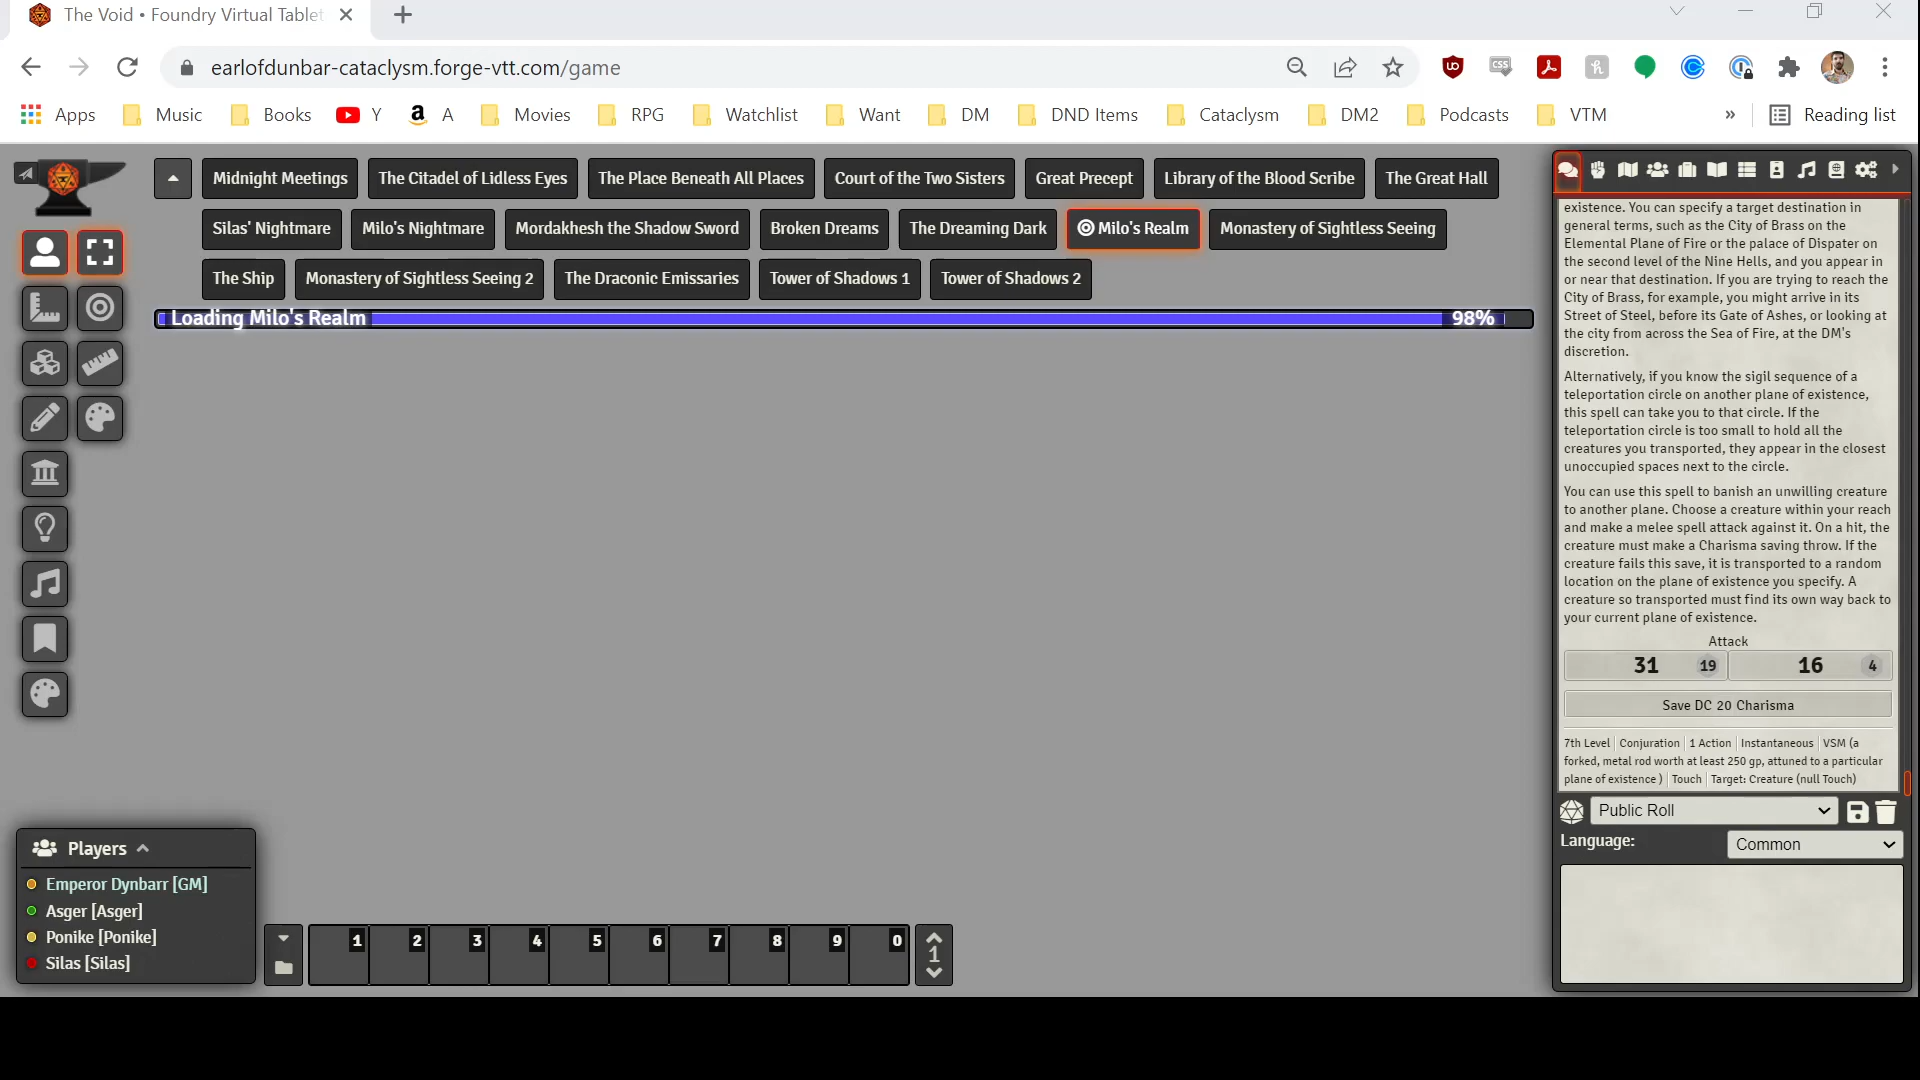 The Void • Foundry Virtual Tablet
earlofdunbar-cataclysm.forge-vtt.com/game
Apps Music Books Y A Movies RPG Watchlist Want DM DND Items Cataclysm DM2 Podcasts VTM » Reading list
Midnight Meetings The Citadel of Lidless Eyes The Place Beneath All Places Court of the Two Sisters Great Precept Library of the Blood Scribe The Great Hall
Silas' Nightmare Milo's Nightmare Mordakhesh the Shadow Sword Broken Dreams The Dreaming Dark Milo's Realm Monastery of Sightless Seeing
The Ship Monastery of Sightless Seeing 2 The Draconic Emissaries Tower of Shadows 1 Tower of Shadows 2
Loading Milo's Realm 98%
existence. You can specify a target destination in
general terms, such as the City of Brass on the
Elemental Plane of Fire or the palace of Dispater on
the second level of the Nine Hells, and you appear in
or near that destination. If you are trying to reach the
City of Brass, for example, you might arrive in its
Street of Steel, before its Gate of Ashes, or looking at
the city from across the Sea of Fire, at the DM's
discretion.
Alternatively, if you know the sigil sequence of a
teleportation circle on another plane of existence,
this spell can take you to that circle. If the
teleportation circle is too small to hold all the
creatures you transported, they appear in the closest
unoccupied spaces next to the circle.
You can use this spell to banish an unwilling creature
to another plane. Choose a creature within your reach
and make a melee spell attack against it. On a hit, the
creature must make a Charisma saving throw. If the
creature fails this save, it is transported to a random
location on the plane of existence you specify. A
creature so transported must find its own way back to
your current plane of existence.
Attack
31 19 16 4
Save DC 20 Charisma
7th Level Conjuration 1 Action Instantaneous VSM (a
forked, metal rod worth at least 250 gp, attuned to a particular
plane of existence ) Touch Target: Creature (null Touch)
Public Roll
Language: Common
Players
Emperor Dynbarr [GM]
Asger [Asger]
Ponike [Ponike]
Silas [Silas]
1 2 3 4 5 6 7 8 9 0 1